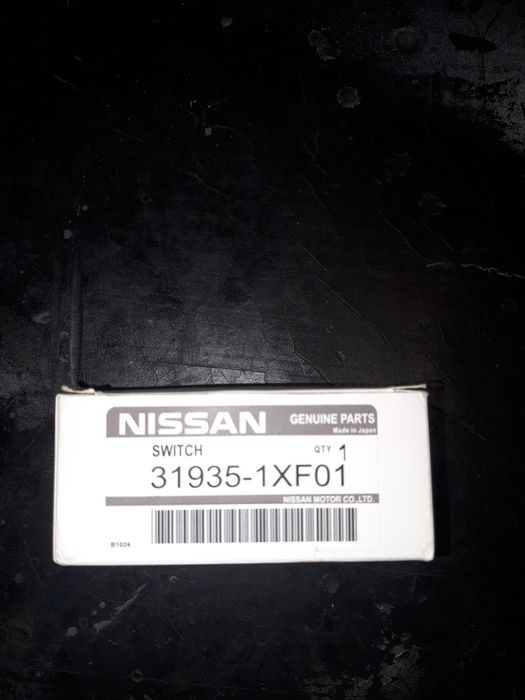 NISSAN GENUINE PARTS
Made in Japan
SWITCH QTY 1
31935-1XF01
NISSAN MOTOR CO.,LTD.
B1024